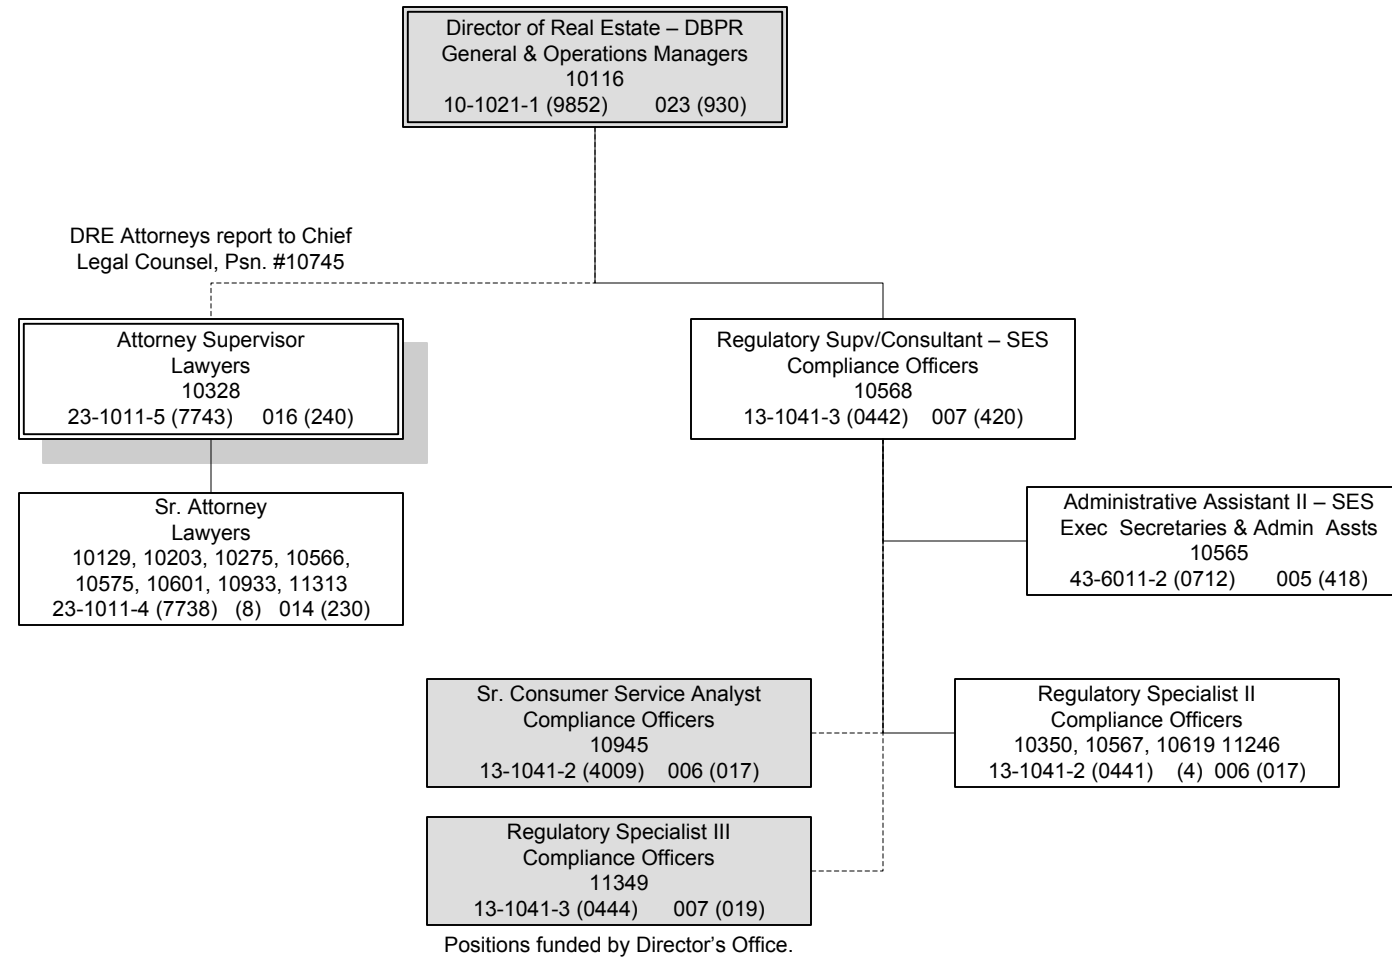 Director of Real Estate – DBPR
General & Operations Managers
10116
10-1021-1 (9852) 023 (930)
DRE Attorneys report to Chief
Legal Counsel, Psn. #10745
Attorney Supervisor
Lawyers
10328
23-1011-5 (7743) 016 (240)
Regulatory Supv/Consultant – SES
Compliance Officers
10568
13-1041-3 (0442) 007 (420)
Sr. Attorney
Lawyers
10129, 10203, 10275, 10566,
10575, 10601, 10933, 11313
23-1011-4 (7738) (8) 014 (230)
Administrative Assistant II – SES
Exec Secretaries & Admin Assts
10565
43-6011-2 (0712) 005 (418)
Sr. Consumer Service Analyst
Compliance Officers
10945
13-1041-2 (4009) 006 (017)
Regulatory Specialist II
Compliance Officers
10350, 10567, 10619 11246
13-1041-2 (0441) (4) 006 (017)
Regulatory Specialist III
Compliance Officers
11349
13-1041-3 (0444) 007 (019)
Positions funded by Director's Office.